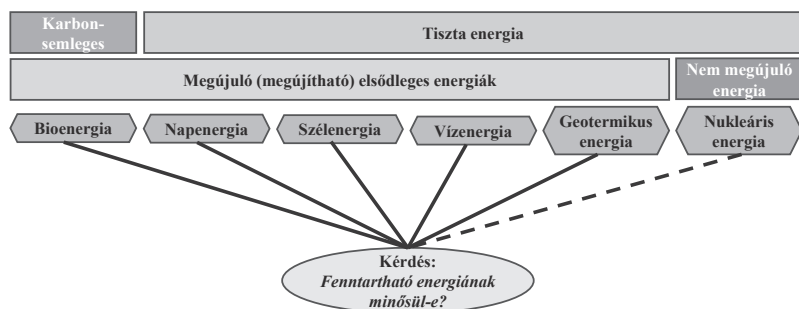 Karbon-
semleges
Tiszta energia
Megújuló (megújítható) elsődleges energiák
Nem megújuló
energia
Bioenergia
Napenergia
Szélenergia
Vízenergia
Geotermikus
energia
Nukleáris
energia
Kérdés:
Fenntartható energiának
minősül-e?